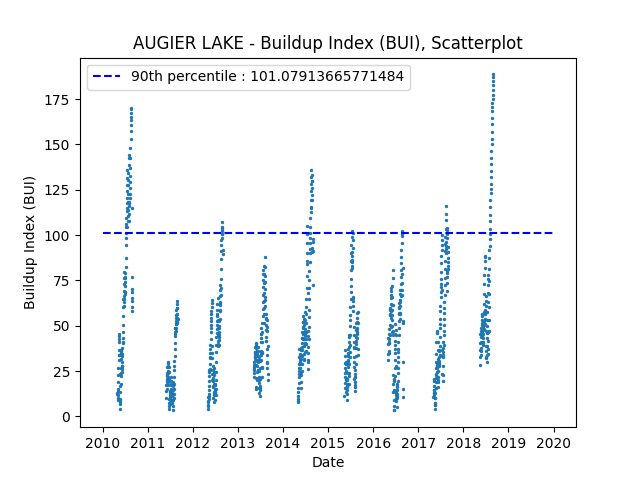 AUGIER LAKE - Buildup Index (BUI), Scatterplot
90th percentile : 101.07913665771484
175
150
125
100
75
50
25
0
Buildup Index (BUI)
2010 2011 2012 2013 2014 2015 2016 2017 2018 2019 2020
Date